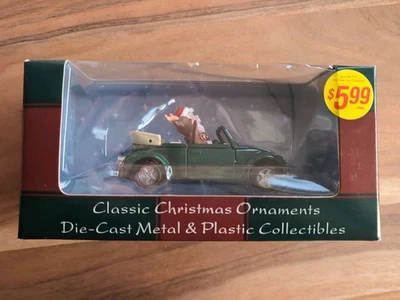 $5.99
Classic Christmas Ornaments
Die-Cast Metal & Plastic Collectibles